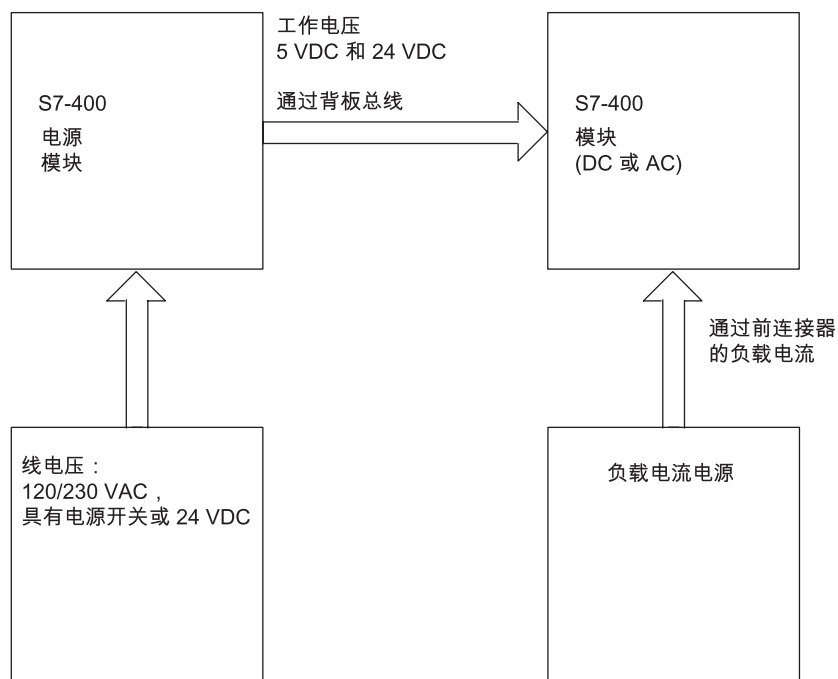 工作电压
5 VDC 和 24 VDC
通过背板总线
S7-400
电源
模块
S7-400
模块
(DC 或 AC)
通过前连接器
的负载电流
线电压：
120/230 VAC，
具有电源开关或 24 VDC
负载电流电源